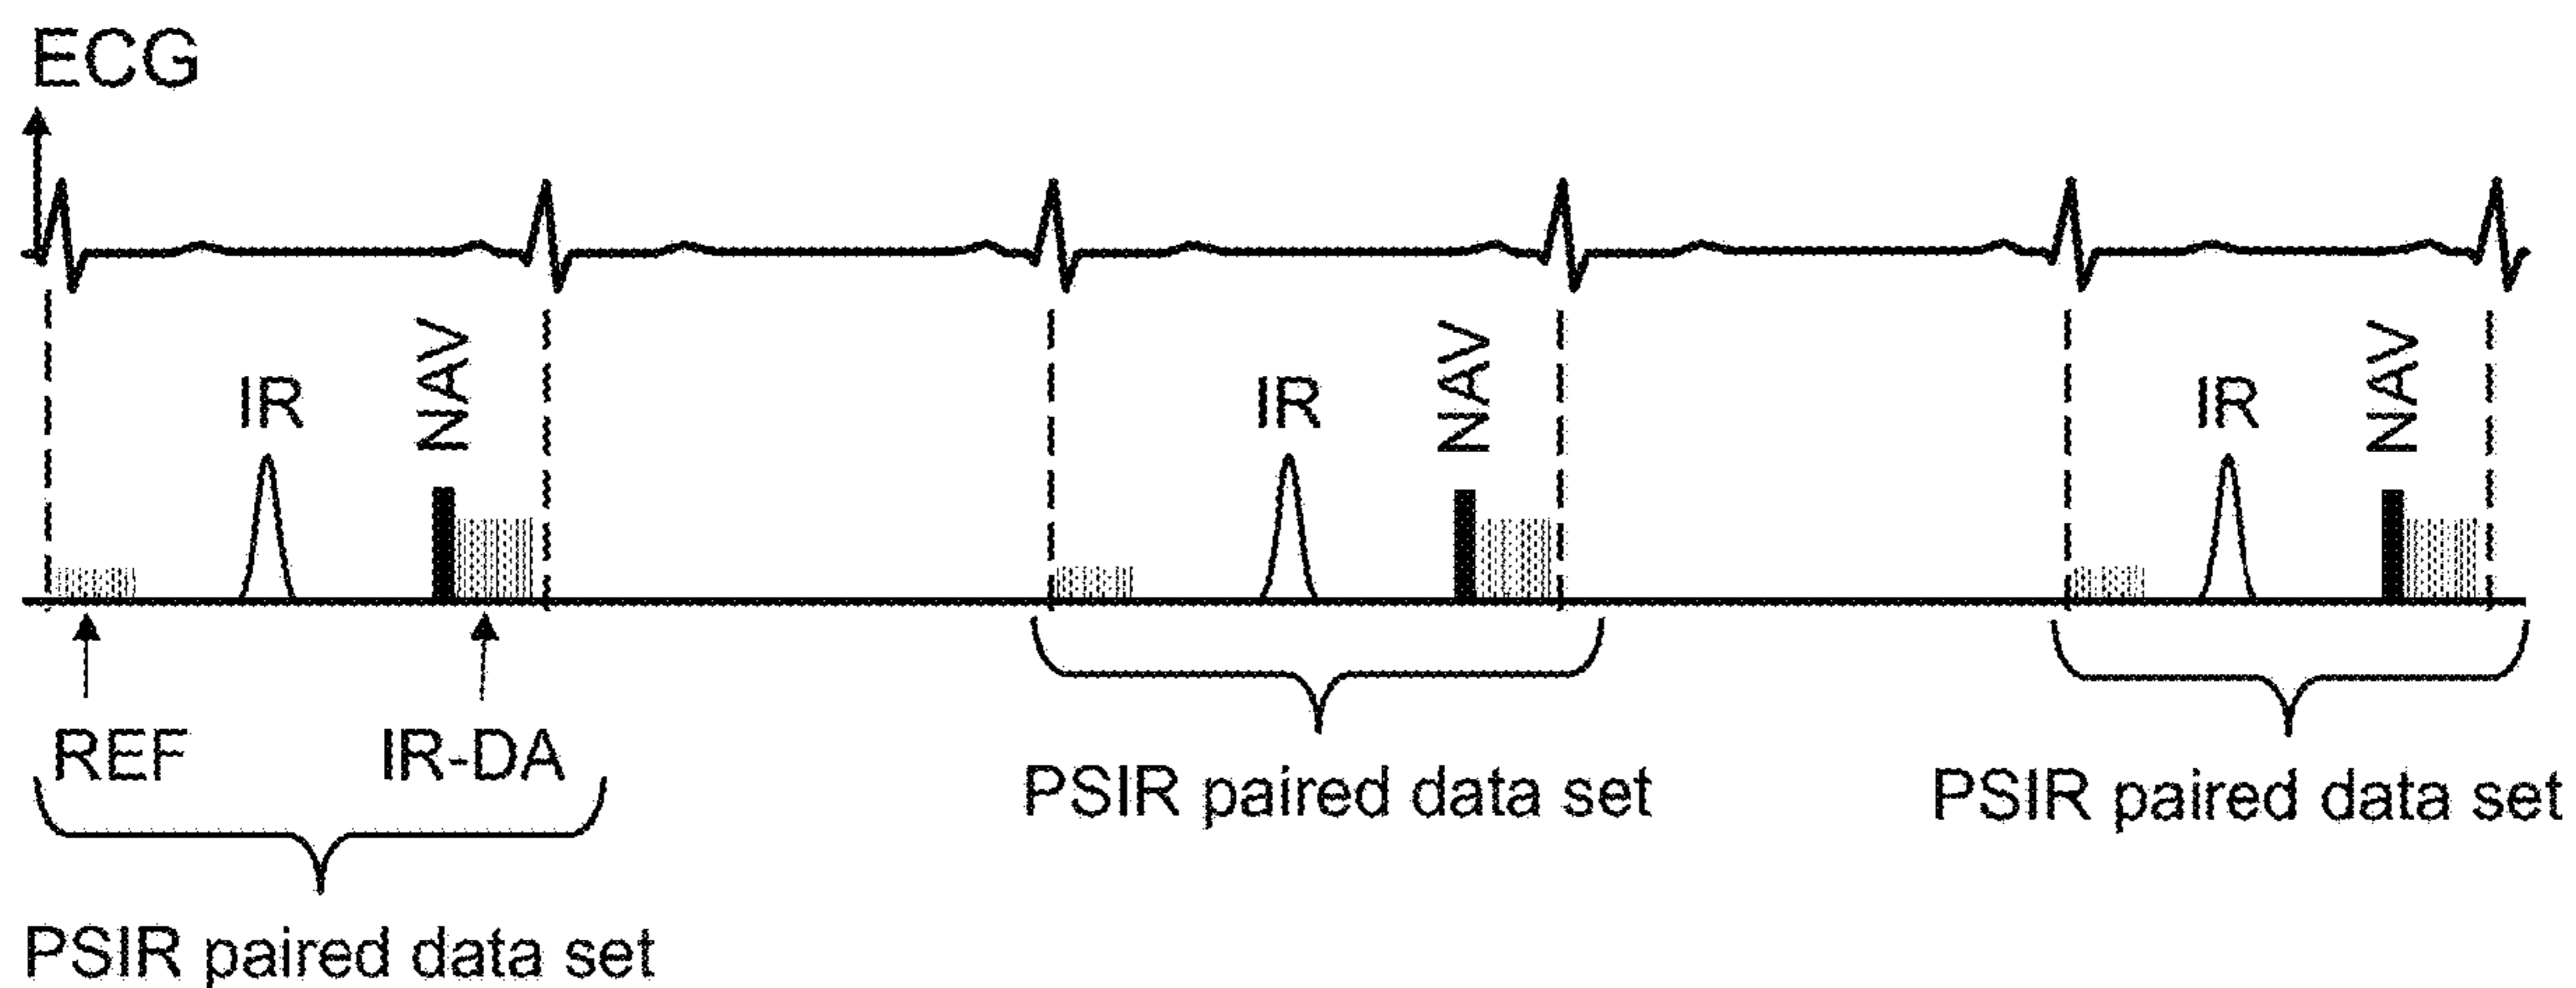 ECG
IR
NAV
IR
NAV
IR
NAV
REF
IR-DA
PSIR paired data set
PSIR paired data set
PSIR paired data set